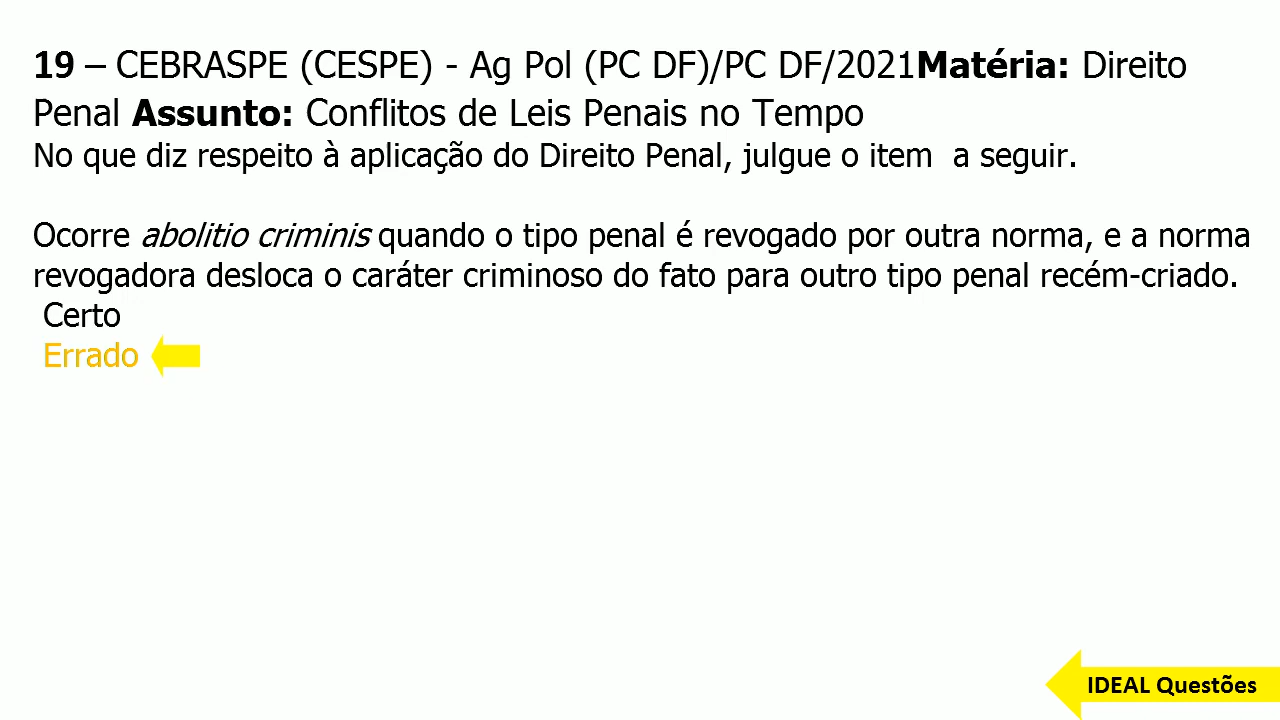 19 – CEBRASPE (CESPE) - Ag Pol (PC DF)/PC DF/2021Matéria: Direito
Penal Assunto: Conflitos de Leis Penais no Tempo
No que diz respeito à aplicação do Direito Penal, julgue o item  a seguir.
Ocorre abolitio criminis quando o tipo penal é revogado por outra norma, e a norma
revogadora desloca o caráter criminoso do fato para outro tipo penal recém-criado.
Certo
Errado
IDEAL Questões